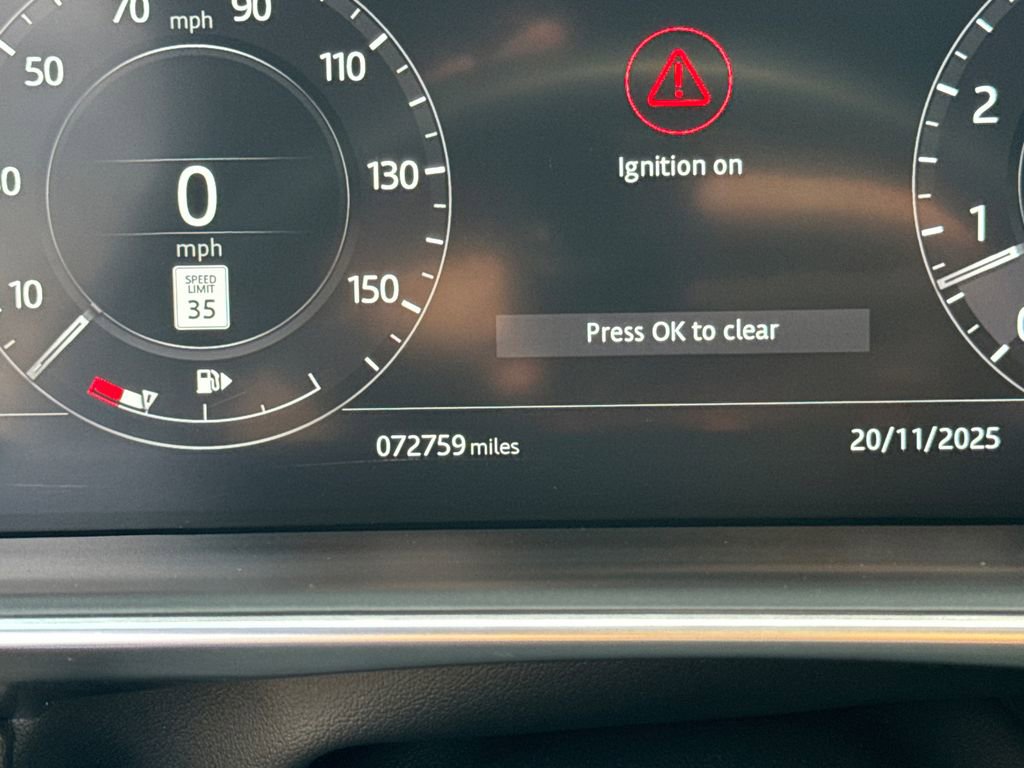 70 mph 90
50
110
130
0
mph
SPEED
LIMIT
35
10
150
Ignition on
Press OK to clear
2
1
072759 miles
20/11/2025